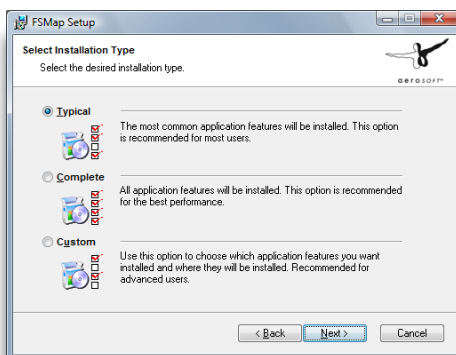 FSMap Setup
Select Installation Type
Select the desired installation type.
aerosoft™
Typical
The most common application features will be installed. This option
is recommended for most users.
Complete
All application features will be installed. This option is recommended
for the best performance.
Custom
Use this option to choose which application features you want
installed and where they will be installed. Recommended for
advanced users.
< Back Next > Cancel